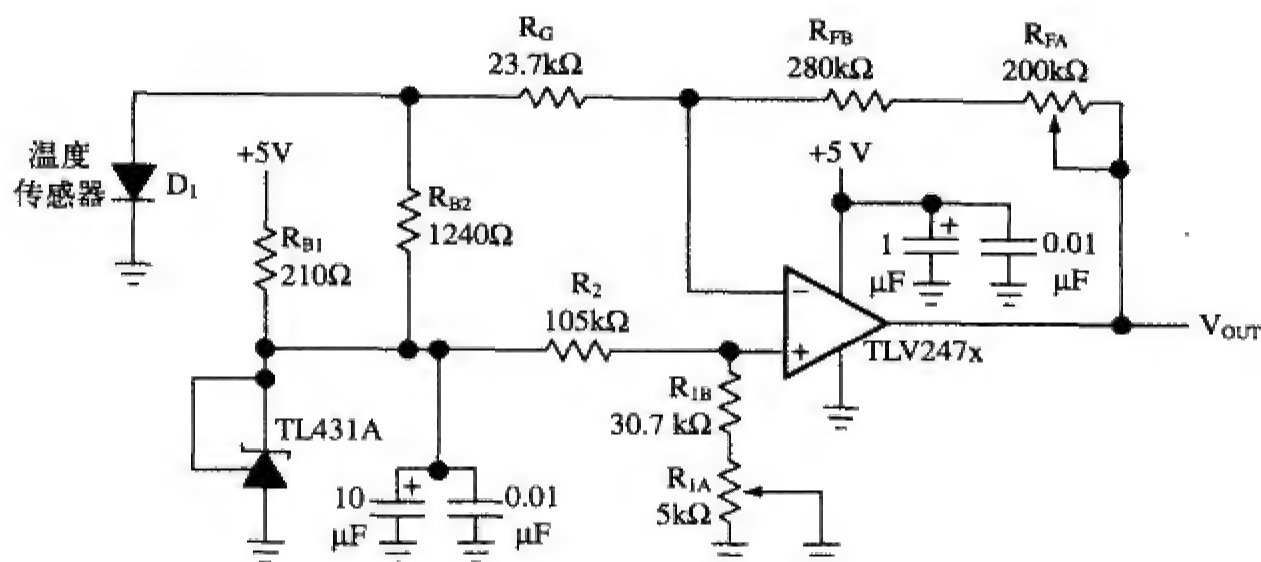 R_G
23.7kΩ
R_FB
280kΩ
R_FA
200kΩ
温度
传感器
D₁
+5V
R_B1
210Ω
R_B2
1240Ω
+5 V
1
μF
+
0.01
μF
R₂
105kΩ
−
+
TLV247x
V_OUT
R_1B
30.7 kΩ
R_1A
5kΩ
TL431A
10
μF
+
0.01
μF